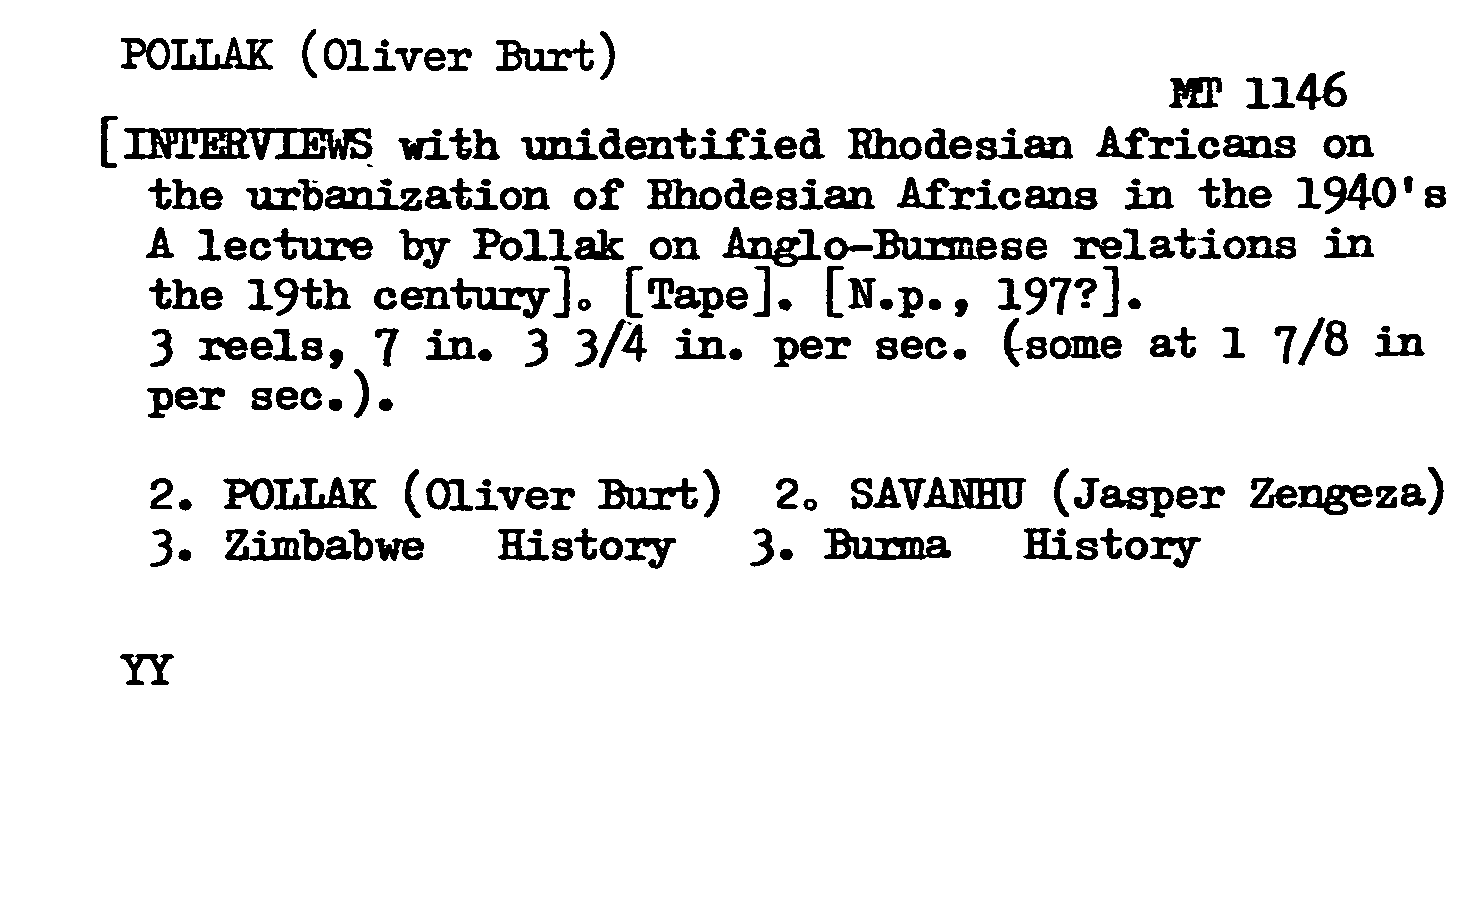 POLLAK (Oliver Burt)
MT 1146
[INTERVIEWS with unidentified Rhodesian Africans on
the urbanization of Rhodesian Africans in the 1940's
A lecture by Pollak on Anglo-Burmese relations in
the 19th century]. [Tape]. [N.p., 197?].
3 reels, 7 in. 3 3/4 in. per sec. (some at 1 7/8 in
per sec.).
2. POLLAK (Oliver Burt) 2. SAVANHU (Jasper Zengeza)
3. Zimbabwe History 3. Burma History
YY